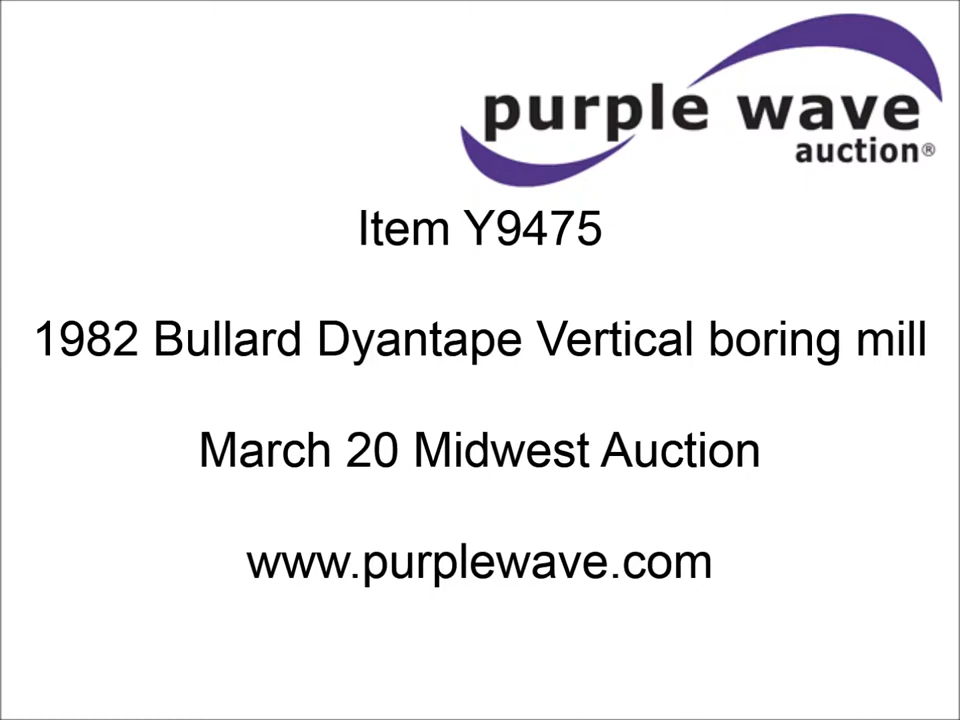 purple wave
auction®
Item Y9475
1982 Bullard Dyantape Vertical boring mill
March 20 Midwest Auction
www.purplewave.com